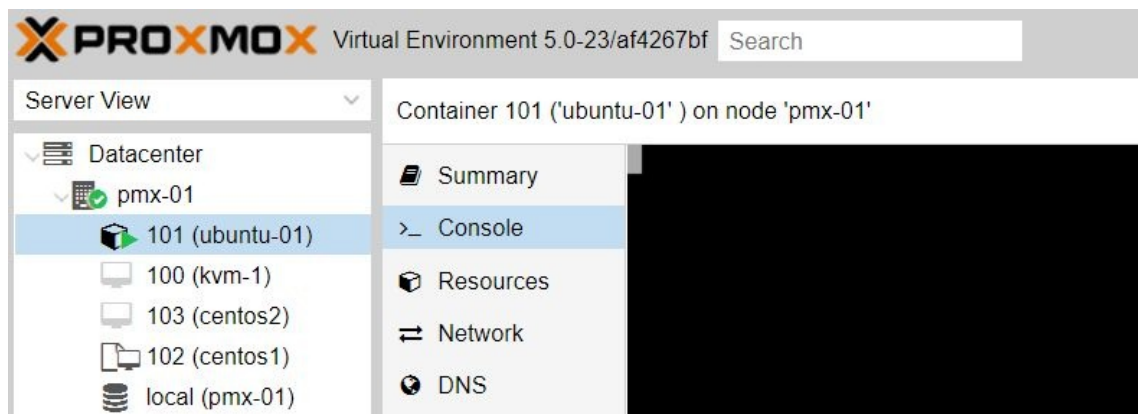 PROXMOX Virtual Environment 5.0-23/af4267bf Search
Server View
Container 101 ('ubuntu-01' ) on node 'pmx-01'
Datacenter
pmx-01
101 (ubuntu-01)
100 (kvm-1)
103 (centos2)
102 (centos1)
local (pmx-01)
Summary
>_ Console
Resources
Network
DNS